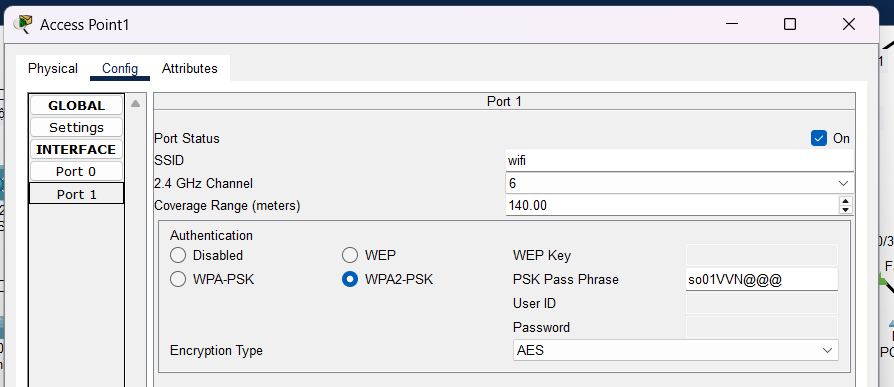 Access Point1
Physical Config Attributes
GLOBAL
Settings
INTERFACE
Port 0
Port 1
Port 1
Port Status On
SSID wifi
2.4 GHz Channel 6
Coverage Range (meters) 140.00
Authentication
Disabled WEP WEP Key
WPA-PSK WPA2-PSK PSK Pass Phrase so01VVN@@@
User ID
Password
Encryption Type AES